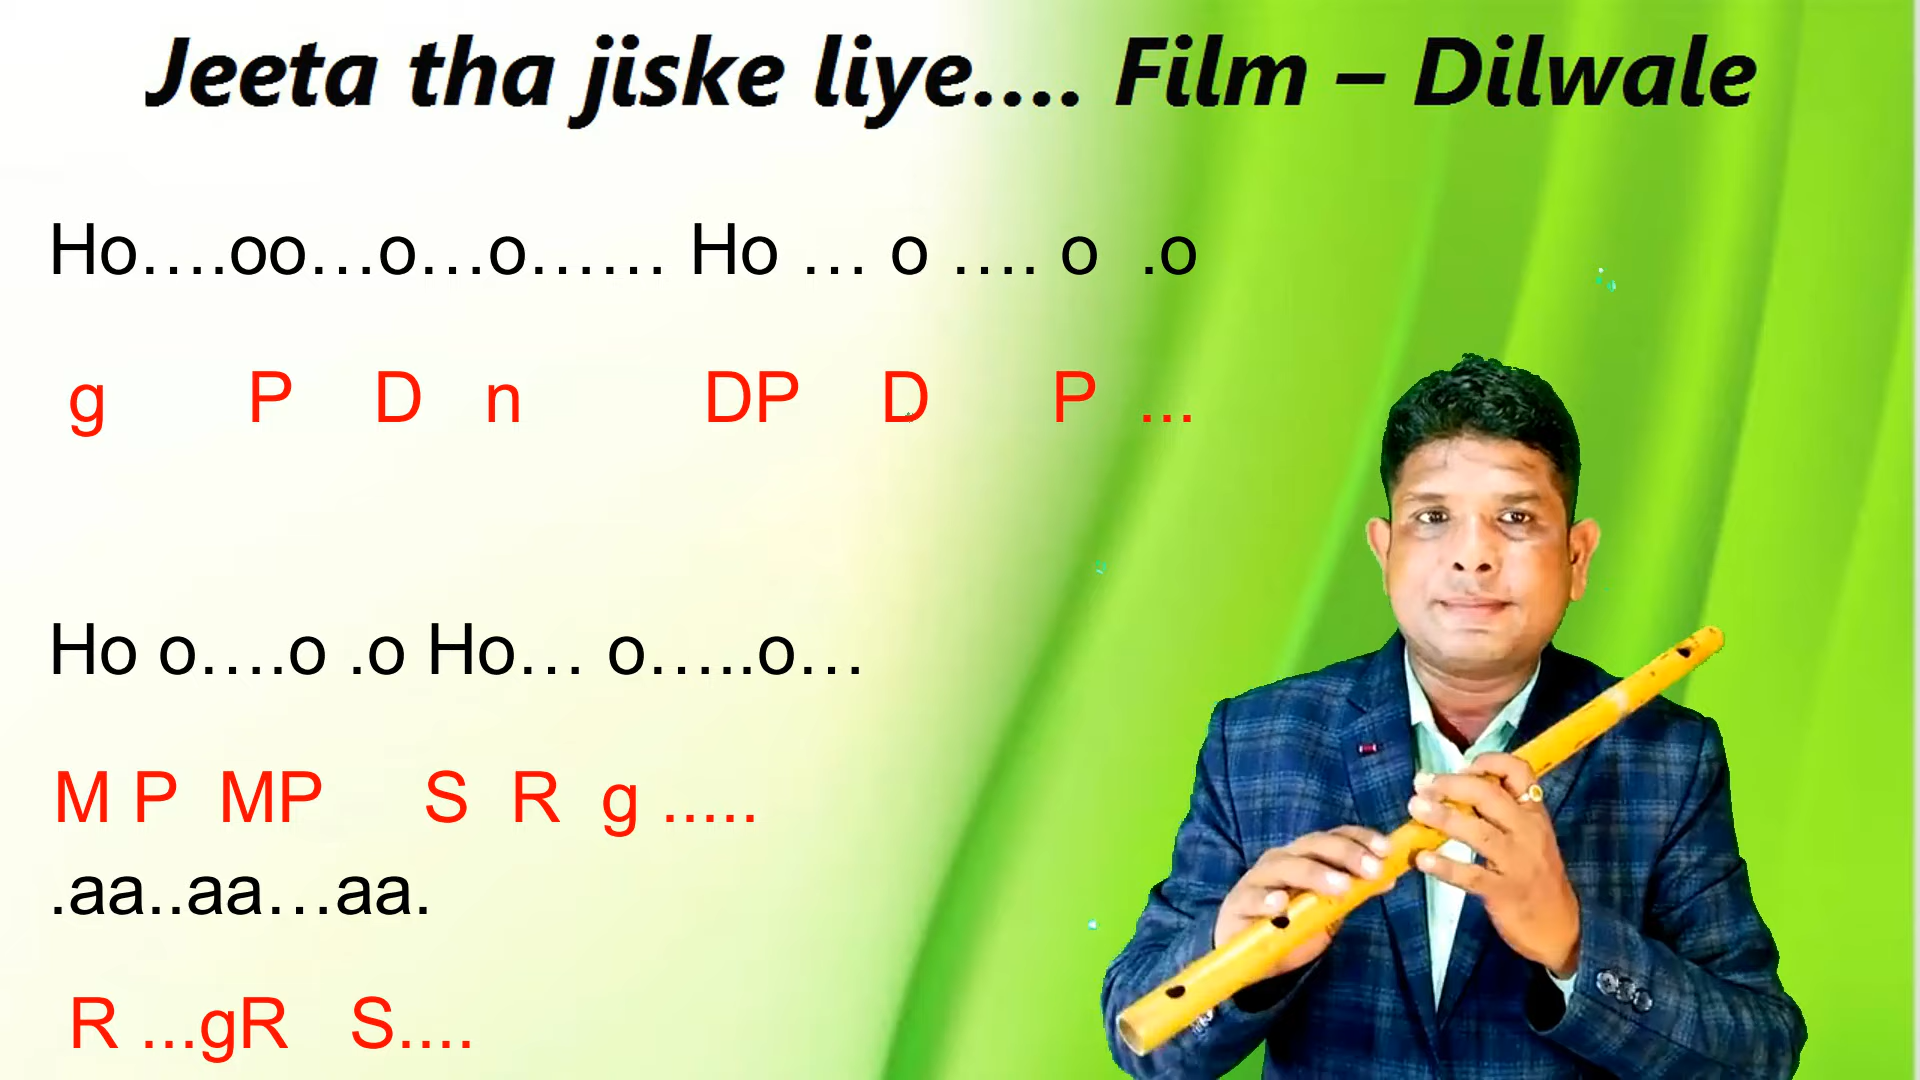 Jeeta tha jiske liye.... Film – Dilwale
Ho….oo…o…o…… Ho … o …. o .o
g P D n DP D P ...
Ho o….o .o Ho… o…..o…
M P MP S R g .....
.aa..aa…aa.
R ...gR S....